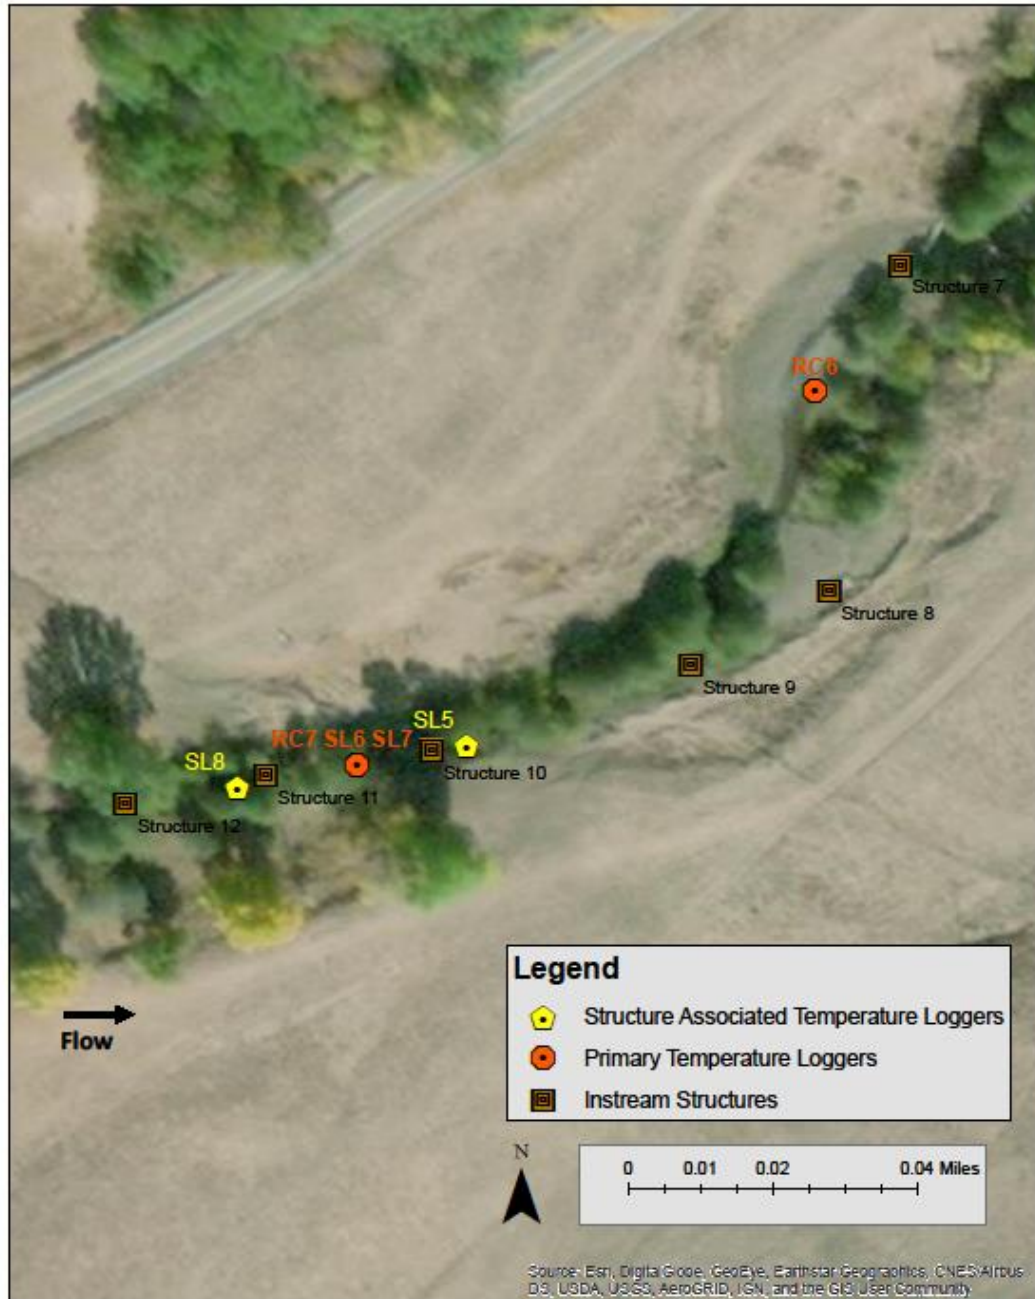 Structure 7
RC6
Structure 8
Structure 9
SL5
RC7 SL6 SL7
Structure 10
SL8
Structure 11
Structure 12
Legend
Structure Associated Temperature Loggers
Primary Temperature Loggers
Instream Structures
Flow
N
0 0.01 0.02 0.04 Miles
Source: Esri, DigitalGlobe, GeoEye, Earthstar Geographics, CNES/Airbus
DS, USDA, USGS, AeroGRID, IGN, and the GIS User Community